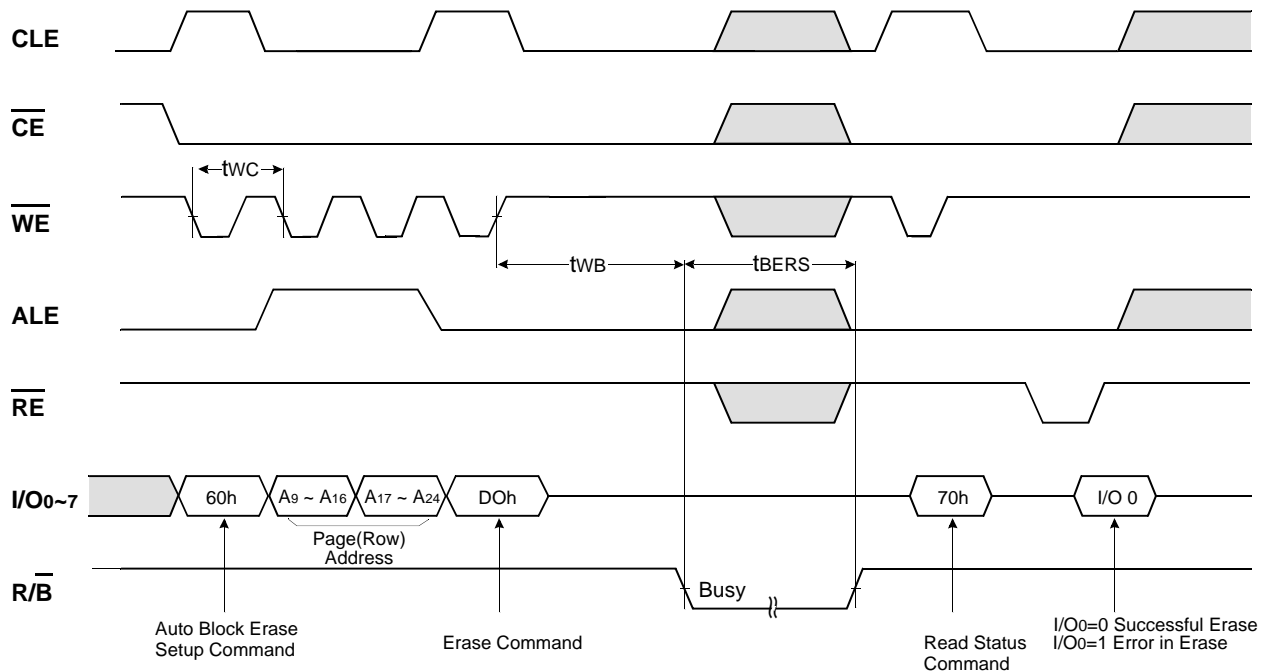 CLE
CE
tWC
WE
tWB
tBERS
ALE
RE
I/O0~7
60h
A9 ~ A16
A17 ~ A24
DOh
70h
I/O 0
Page(Row)
Address
R/B
Busy
Auto Block Erase
Setup Command
Erase Command
Read Status
Command
I/O0=0 Successful Erase
I/O0=1 Error in Erase